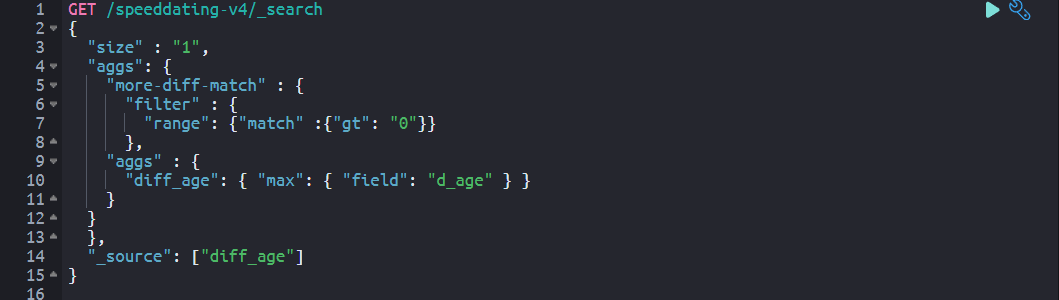 1 GET /speeddating-v4/_search
2 {
3 "size" : "1",
4 "aggs": {
5 "more-diff-match" : {
6 "filter" : {
7 "range": {"match" :{"gt": "0"}}
8 },
9 "aggs" : {
10 "diff_age": { "max": { "field": "d_age" } }
11 }
12 }
13 },
14 "_source": ["diff_age"]
15 }
16